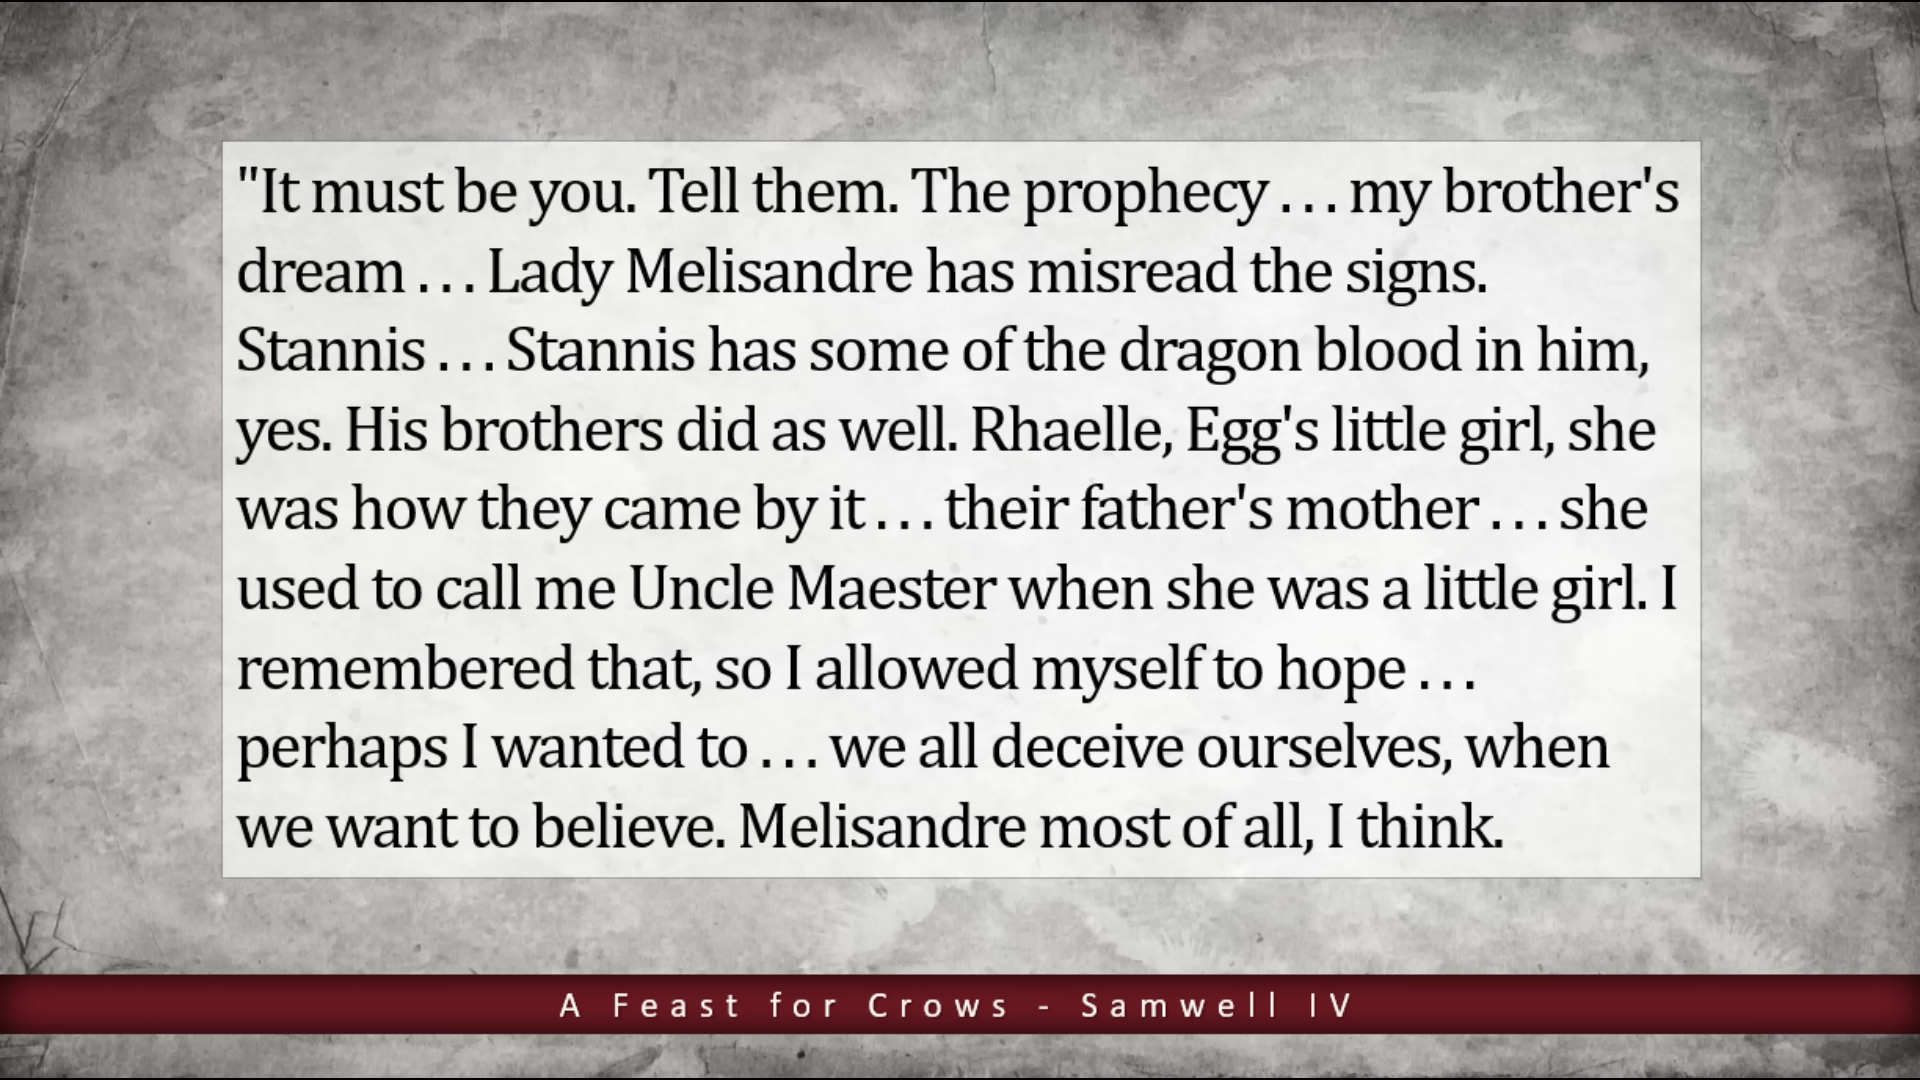 "It must be you. Tell them. The prophecy . . . my brother's
dream . . . Lady Melisandre has misread the signs.
Stannis . . . Stannis has some of the dragon blood in him,
yes. His brothers did as well. Rhaelle, Egg's little girl, she
was how they came by it . . . their father's mother . . . she
used to call me Uncle Maester when she was a little girl. I
remembered that, so I allowed myself to hope . . .
perhaps I wanted to . . . we all deceive ourselves, when
we want to believe. Melisandre most of all, I think.
A Feast for Crows - Samwell IV